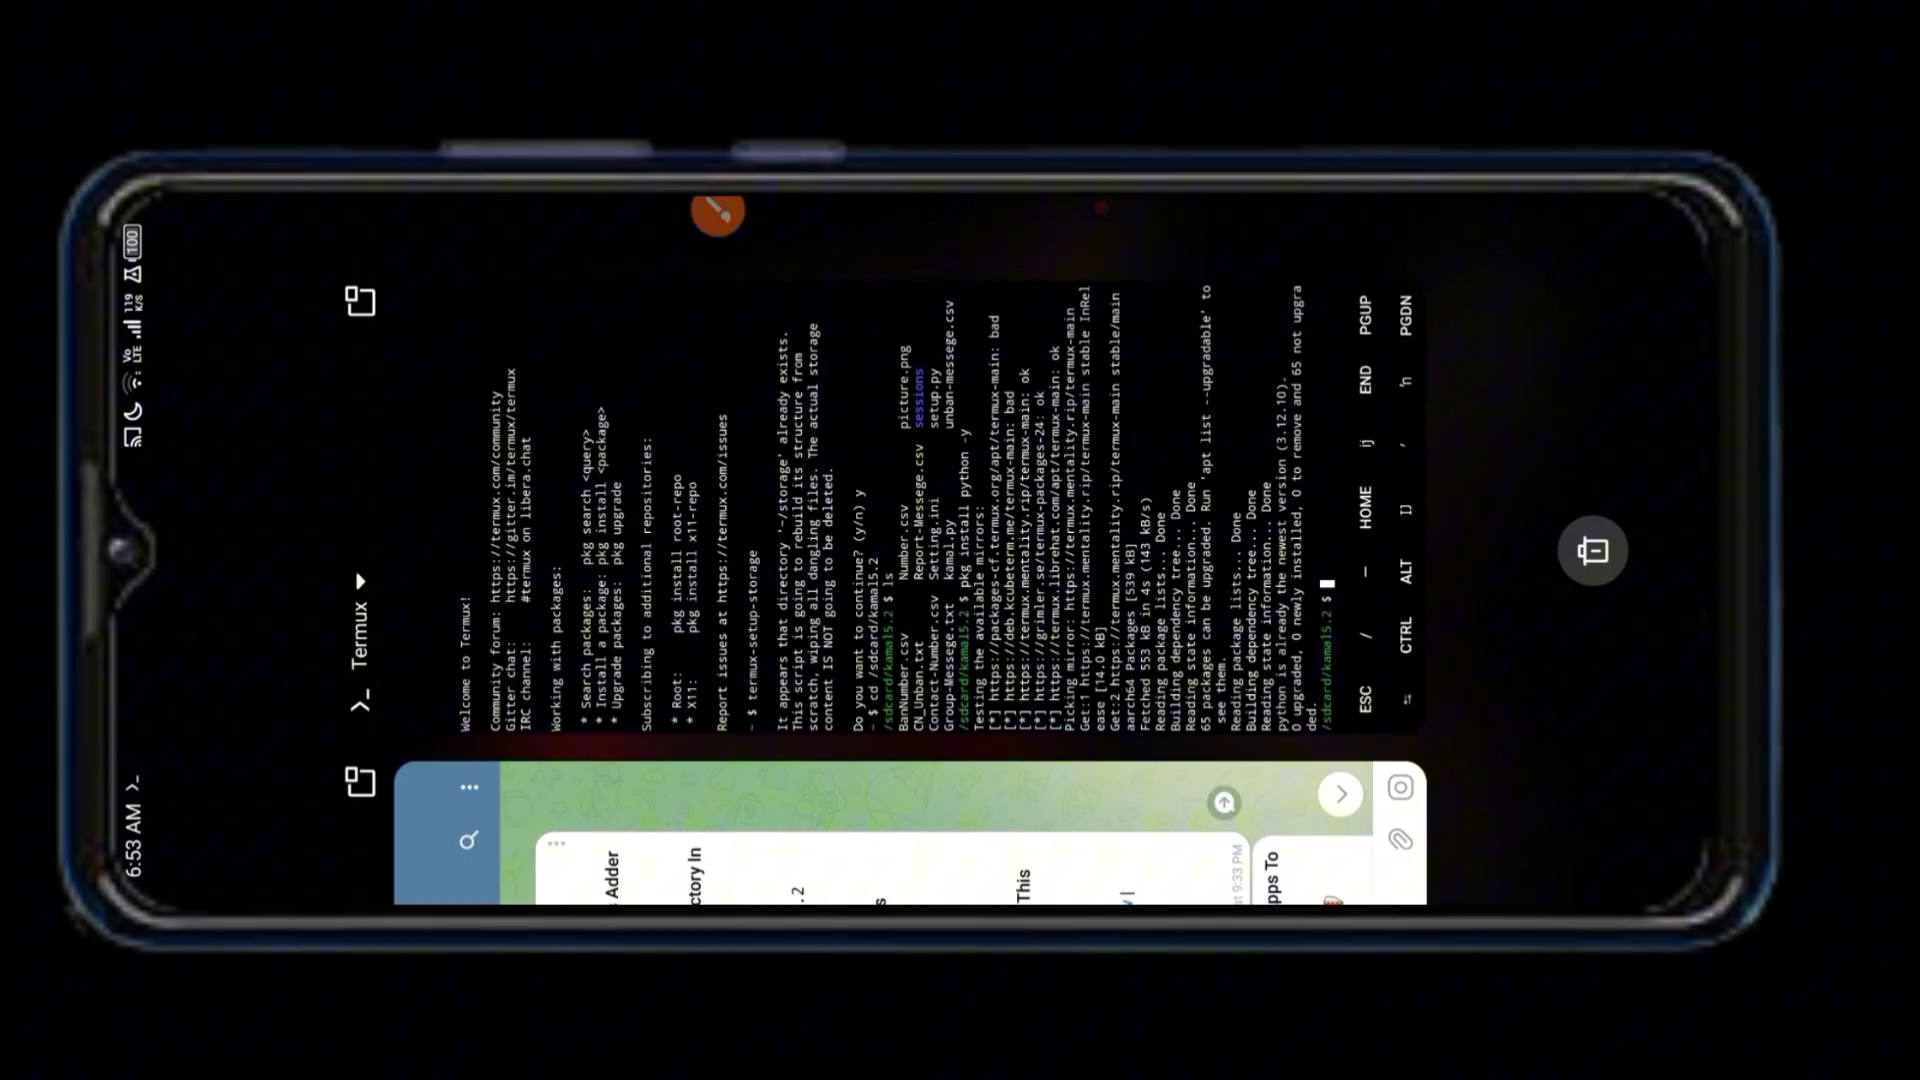 6:53 AM >_
Vo
LTE
119
K/S
100
>_ Termux
Welcome to Termux!
Community forum: https://termux.com/community
Gitter chat:     https://gitter.im/termux/termux
IRC channel:     #termux on libera.chat
Working with packages:
* Search packages:  pkg search <query>
* Install a package: pkg install <package>
* Upgrade packages:  pkg upgrade
Subscribing to additional repositories:
* Root:    pkg install root-repo
* X11:     pkg install x11-repo
Report issues at https://termux.com/issues
~ $ termux-setup-storage
It appears that directory '~/storage' already exists.
This script is going to rebuild its structure from
scratch, wiping all dangling files. The actual storage
content IS NOT going to be deleted.
Do you want to continue? (y/n) y
~ $ cd /sdcard/kamal5.2
/sdcard/kamal5.2 $ ls
BanNumber.csv      Number.csv          picture.png
CN_Unban.txt       Report-Messege.csv  sessions
Contact-Number.csv Setting.ini         setup.py
Group-Messege.txt  kamal.py            unban-messege.csv
/sdcard/kamal5.2 $ pkg install python -y
Testing the available mirrors:
[*] https://packages-cf.termux.org/apt/termux-main: bad
[*] https://deb.kcubeterm.me/termux-main: bad
[*] https://termux.mentality.rip/termux-main: ok
[*] https://grimler.se/termux-packages-24: ok
[*] https://termux.librehat.com/apt/termux-main: ok
Picking mirror: https://termux.mentality.rip/termux-main
Get:1 https://termux.mentality.rip/termux-main stable InRel
ease [14.0 kB]
Get:2 https://termux.mentality.rip/termux-main stable/main
aarch64 Packages [539 kB]
Fetched 553 kB in 4s (143 kB/s)
Reading package lists... Done
Building dependency tree... Done
Reading state information... Done
65 packages can be upgraded. Run 'apt list --upgradable' to
see them.
Reading package lists... Done
Building dependency tree... Done
Reading state information... Done
python is already the newest version (3.12.10).
0 upgraded, 0 newly installed, 0 to remove and 65 not upgra
ded.
/sdcard/kamal5.2 $
ESC / — HOME END PGUP
CTRL ALT PGDN
Adder
ctory In
.2
s
This
9:33 PM
pps To